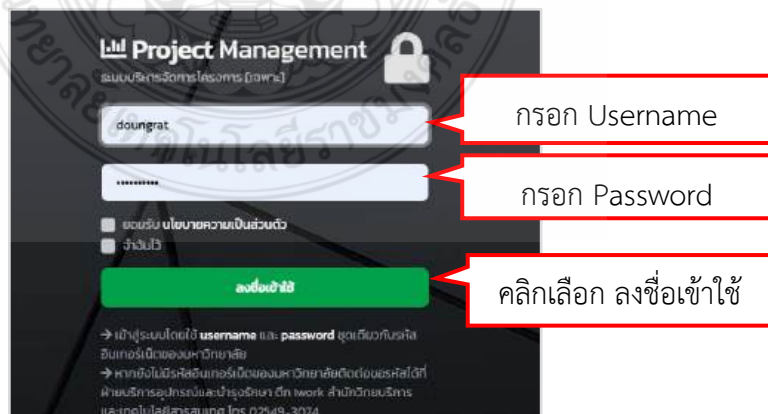 Project Management
ระบบบริหารจัดการโครงการ [เฉพาะ]
doungrat
กรอก Username
••••••••••
กรอก Password
ยอมรับ นโยบายความเป็นส่วนตัว
จำฉันไว้
ลงชื่อเข้าใช้
คลิกเลือก ลงชื่อเข้าใช้
→ เข้าสู่ระบบโดยใช้ username และ password ชุดเดียวกับรหัส
อินเทอร์เน็ตของมหาวิทยาลัย
→ หากยังไม่มีรหัสอินเทอร์เน็ตของมหาวิทยาลัยติดต่อขอรหัสได้ที่
ฝ่ายบริการอุปกรณ์และบำรุงรักษา ตึก iwork สำนักวิทยบริการ
และเทคโนโลยีสารสนเทศ โทร 02549-3074